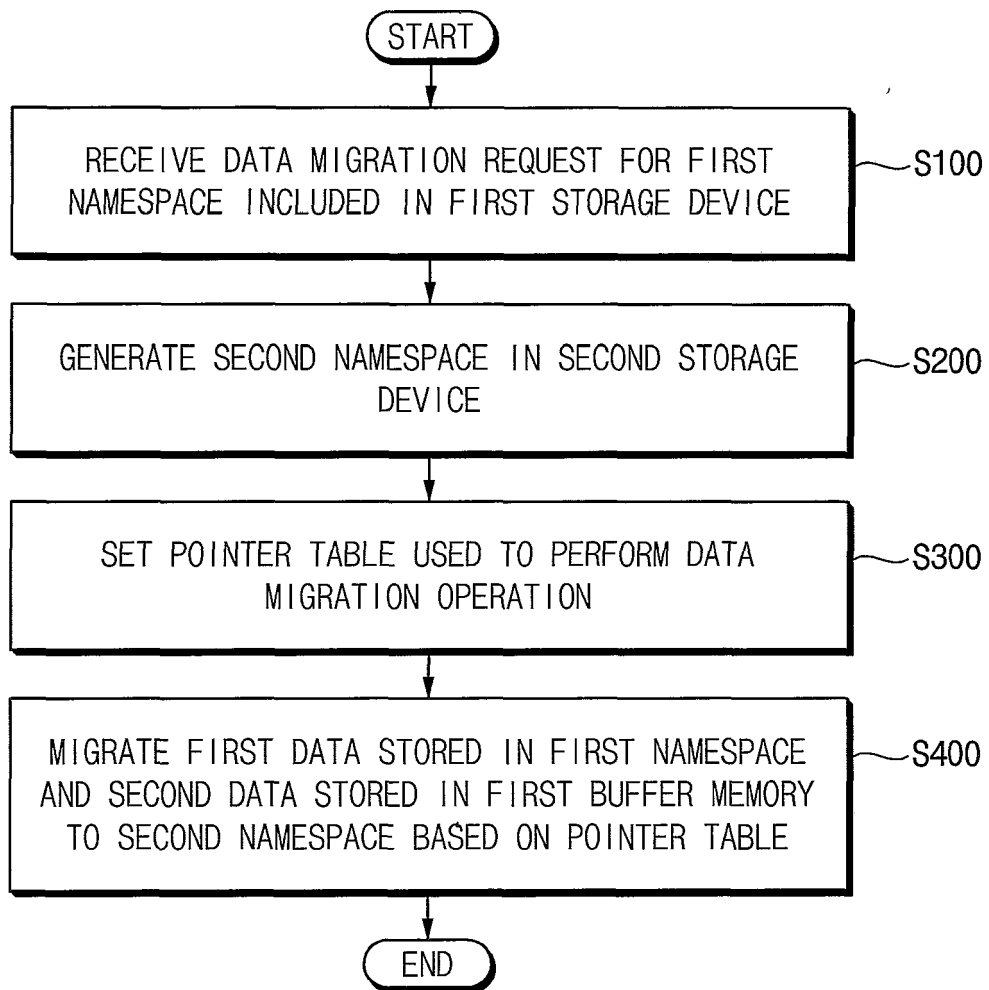 START
RECEIVE DATA MIGRATION REQUEST FOR FIRST
NAMESPACE INCLUDED IN FIRST STORAGE DEVICE
S100
GENERATE SECOND NAMESPACE IN SECOND STORAGE
DEVICE
S200
SET POINTER TABLE USED TO PERFORM DATA
MIGRATION OPERATION
S300
MIGRATE FIRST DATA STORED IN FIRST NAMESPACE
AND SECOND DATA STORED IN FIRST BUFFER MEMORY
TO SECOND NAMESPACE BASED ON POINTER TABLE
S400
END